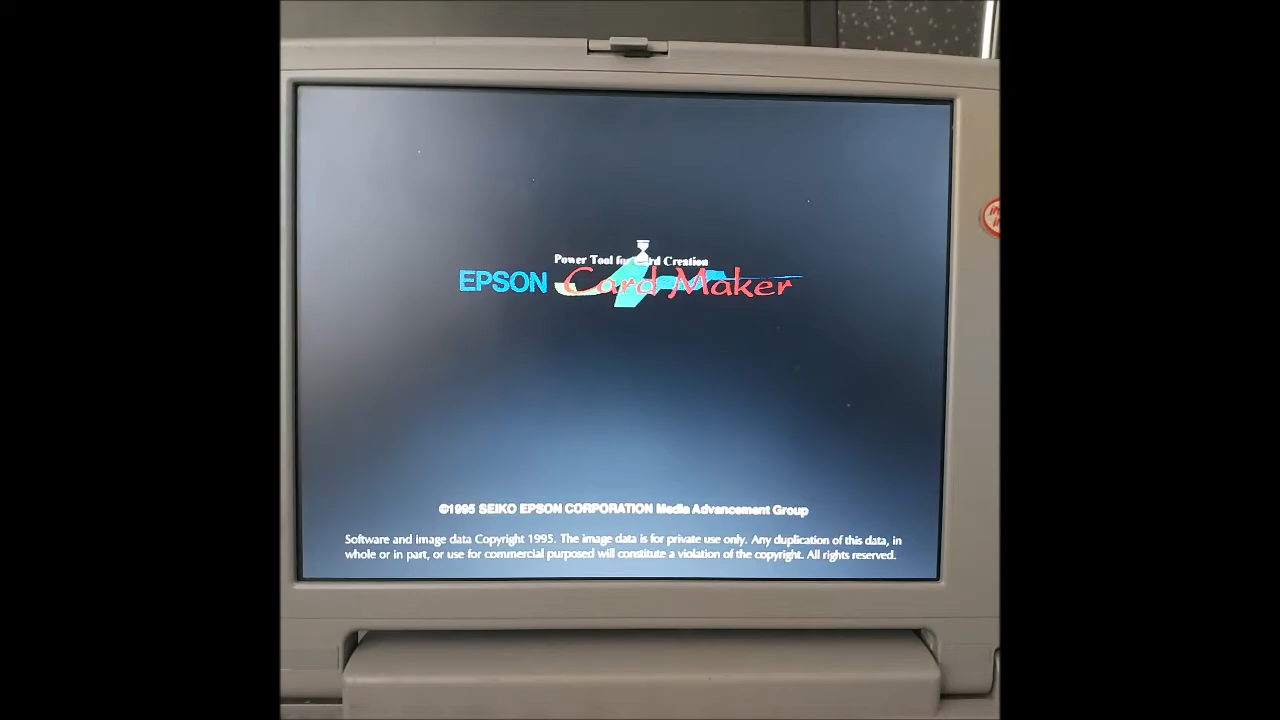 Power Tool for Card Creation
EPSON Card Maker
©1995 SEIKO EPSON CORPORATION Media Advancement Group
Software and image data Copyright 1995. The image data is for private use only. Any duplication of this data, in
whole or in part, or use for commercial purposed will constitute a violation of the copyright. All rights reserved.